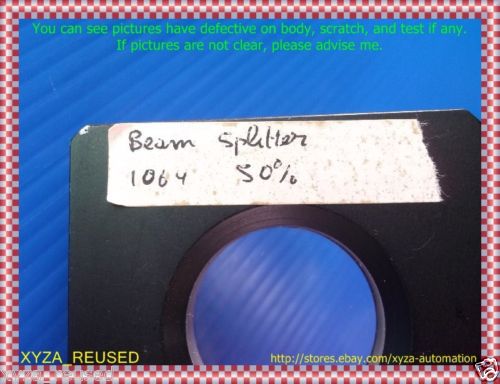 You can see pictures have defective on body, scratch, and test if any.
If pictures are not clear, please advise me.
Beam splitter
1064 50%
XYZA_REUSED
http://stores.ebay.com/xyza-automation
xyza_reused